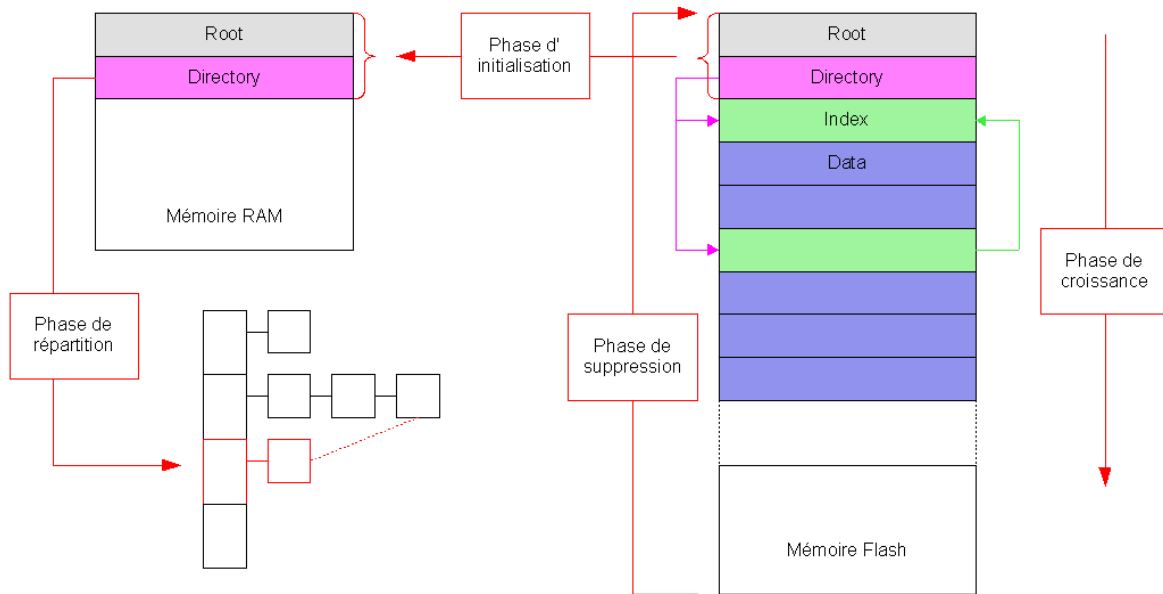 Root
Directory
Mémoire RAM
Phase d'
initialisation
Root
Directory
Index
Data
Phase de
répartition
Phase de
suppression
Phase de
croissance
Mémoire Flash